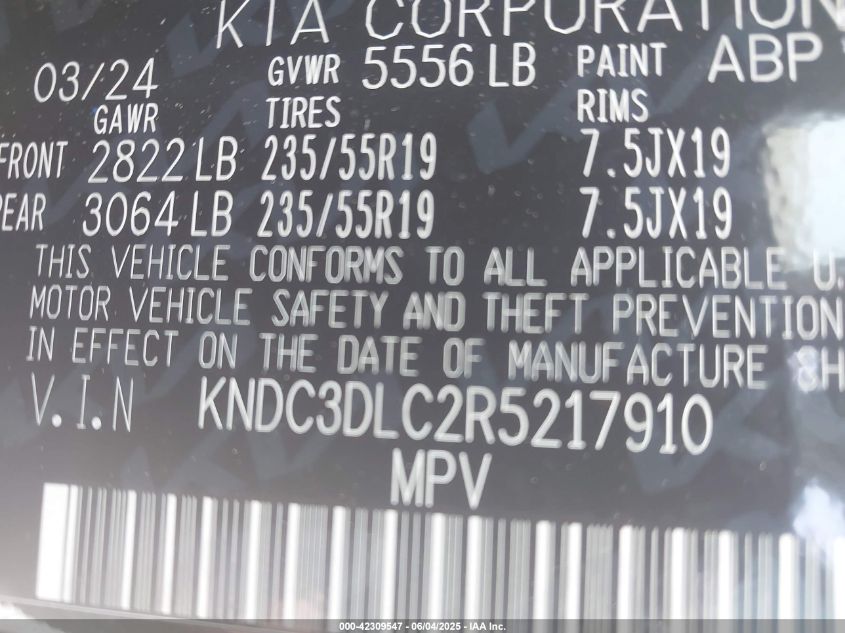 KIA CORPORATION
03/24 GVWR 5556 LB PAINT ABP
GAWR TIRES RIMS
FRONT 2822 LB 235/55R19 7.5JX19
REAR 3064 LB 235/55R19 7.5JX19
THIS VEHICLE CONFORMS TO ALL APPLICABLE U.
MOTOR VEHICLE SAFETY AND THEFT PREVENTION
IN EFFECT ON THE DATE OF MANUFACTURE SH
V.I.N KNDC3DLC2R5217910
MPV
000-42309547 - 06/04/2025 - IAA Inc.